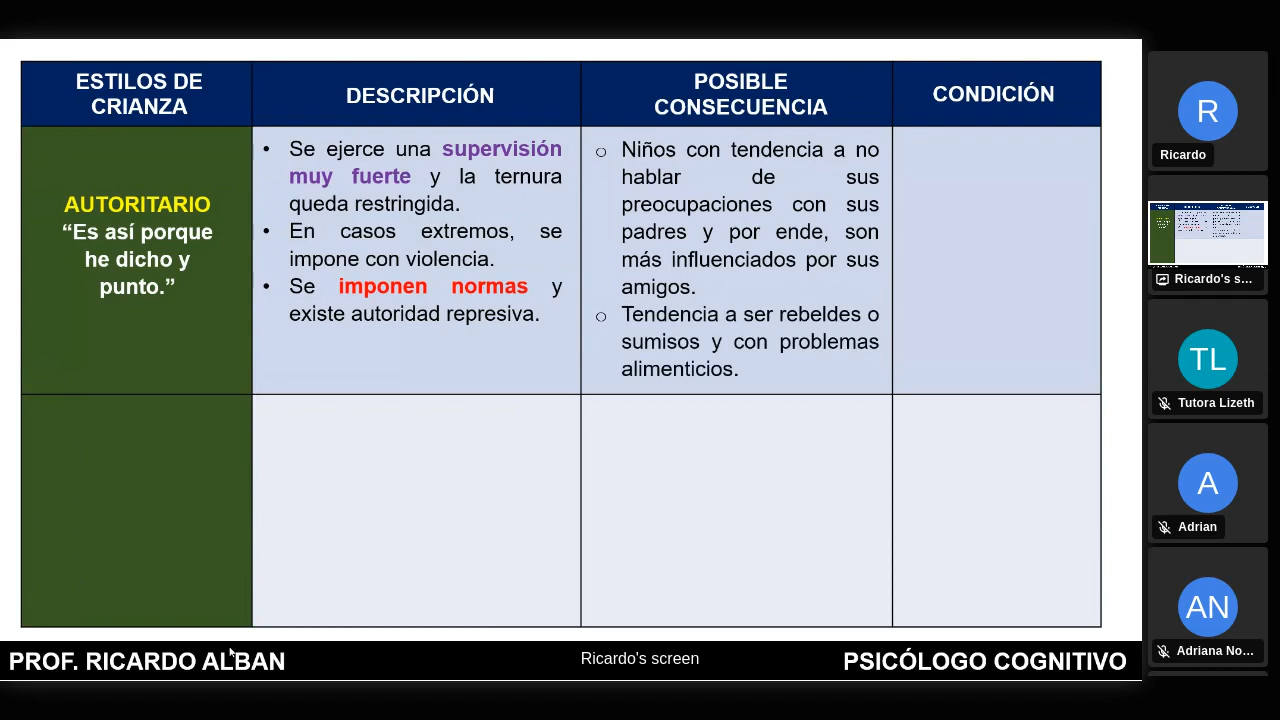 ESTILOS DE
CRIANZA
DESCRIPCIÓN
POSIBLE
CONSECUENCIA
CONDICIÓN
AUTORITARIO
“Es así porque
he dicho y
punto.”
• Se ejerce una supervisión
muy fuerte y la ternura
queda restringida.
• En casos extremos, se
impone con violencia.
• Se imponen normas y
existe autoridad represiva.
○ Niños con tendencia a no
hablar de sus
preocupaciones con sus
padres y por ende, son
más influenciados por sus
amigos.
○ Tendencia a ser rebeldes o
sumisos y con problemas
alimenticios.
PROF. RICARDO ALBAN
Ricardo's screen
PSICÓLOGO COGNITIVO
R
Ricardo
Ricardo's s...
TL
Tutora Lizeth
A
Adrian
AN
Adriana No...